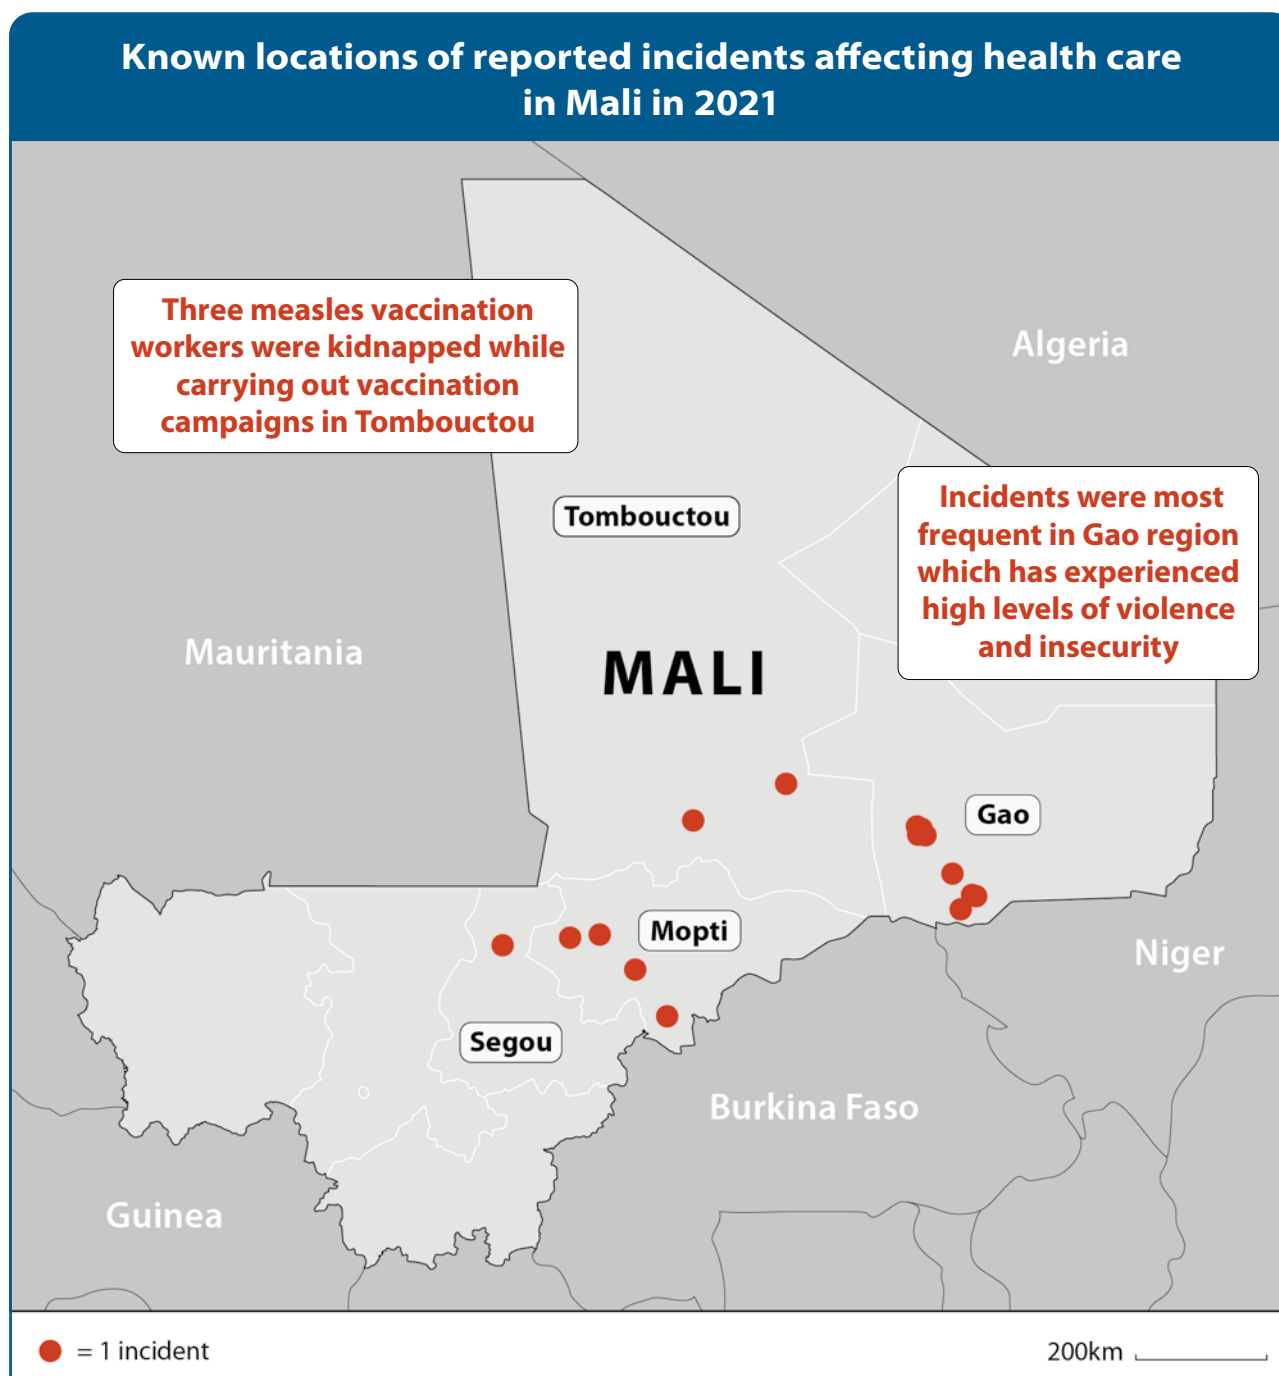 Known locations of reported incidents affecting health care
in Mali in 2021
Three measles vaccination
workers were kidnapped while
carrying out vaccination
campaigns in Tombouctou
Algeria
Incidents were most
frequent in Gao region
which has experienced
high levels of violence
and insecurity
Tombouctou
Mauritania
MALI
Gao
Mopti
Niger
Segou
Burkina Faso
Guinea
= 1 incident
200km